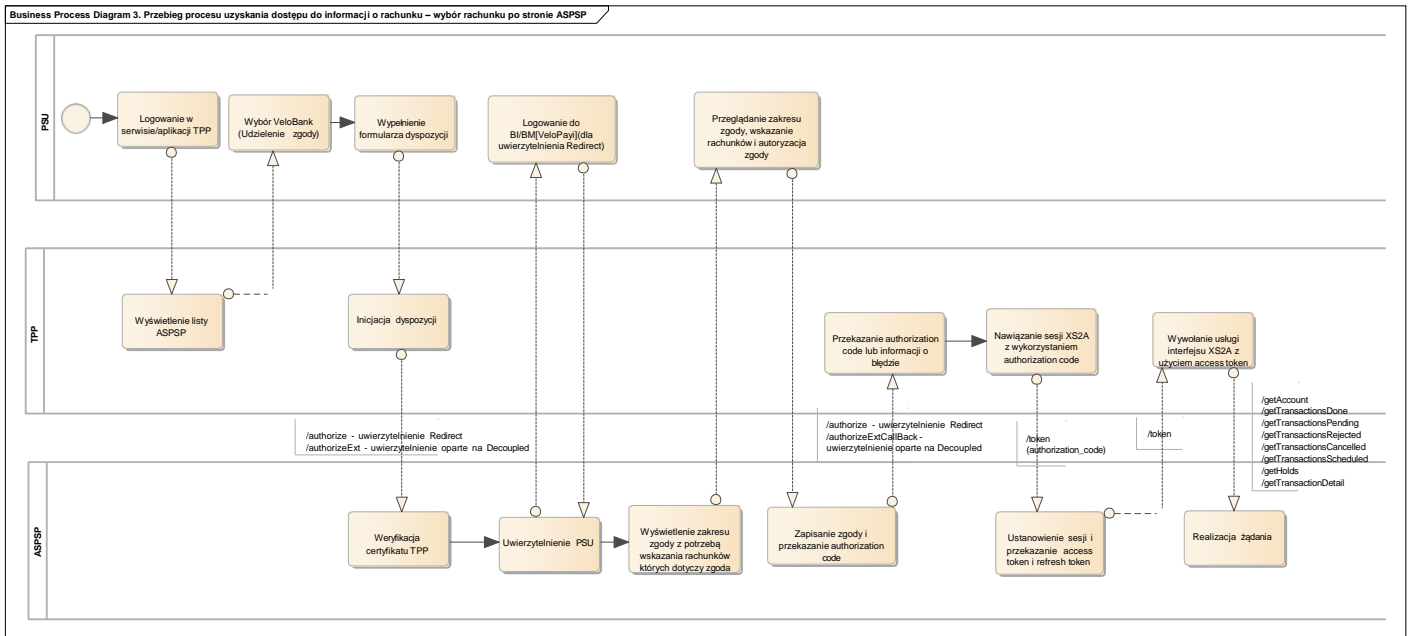 Business Process Diagram 3. Przebieg procesu uzyskania dostępu do informacji o rachunku – wybór rachunku po stronie ASPSP
PSU
Logowanie w
serwisie/aplikacji TPP
Wybór VeloBank
(Udzielenie zgody)
Wypełnienie
formularza dyspozycji
Logowanie do
BI/BM[VeloPayi](dla
uwierzytelnienia Redirect)
Przeglądanie zakresu
zgody, wskazanie
rachunków i autoryzacja
zgody
TPP
Wyświetlenie listy
ASPSP
Inicjacja dyspozycji
Przekazanie authorization
code lub informacji o
błędzie
Nawiązanie sesji XS2A
z wykorzystaniem
authorization code
Wywołanie usługi
interfejsu XS2A z
użyciem access token
/authorize - uwierzytelnienie Redirect
/authorizeExt - uwierzytelnienie oparte na Decoupled
/authorize - uwierzytelnienie Redirect
/authorizeExtCallBack -
uwierzytelnienie oparte na Decoupled
/token
(authorization_code)
/token
/getAccount
/getTransactionsDone
/getTransactionsPending
/getTransactionsRejected
/getTransactionsCancelled
/getTransactionsScheduled
/getHolds
/getTransactionDetail
ASPSP
Weryfikacja
certyfikatu TPP
Uwierzytelnienie PSU
Wyświetlenie zakresu
zgody z potrzebą
wskazania rachunków
których dotyczy zgoda
Zapisanie zgody i
przekazanie authorization
code
Ustanowienie sesji i
przekazanie access
token i refresh token
Realizacja żądania